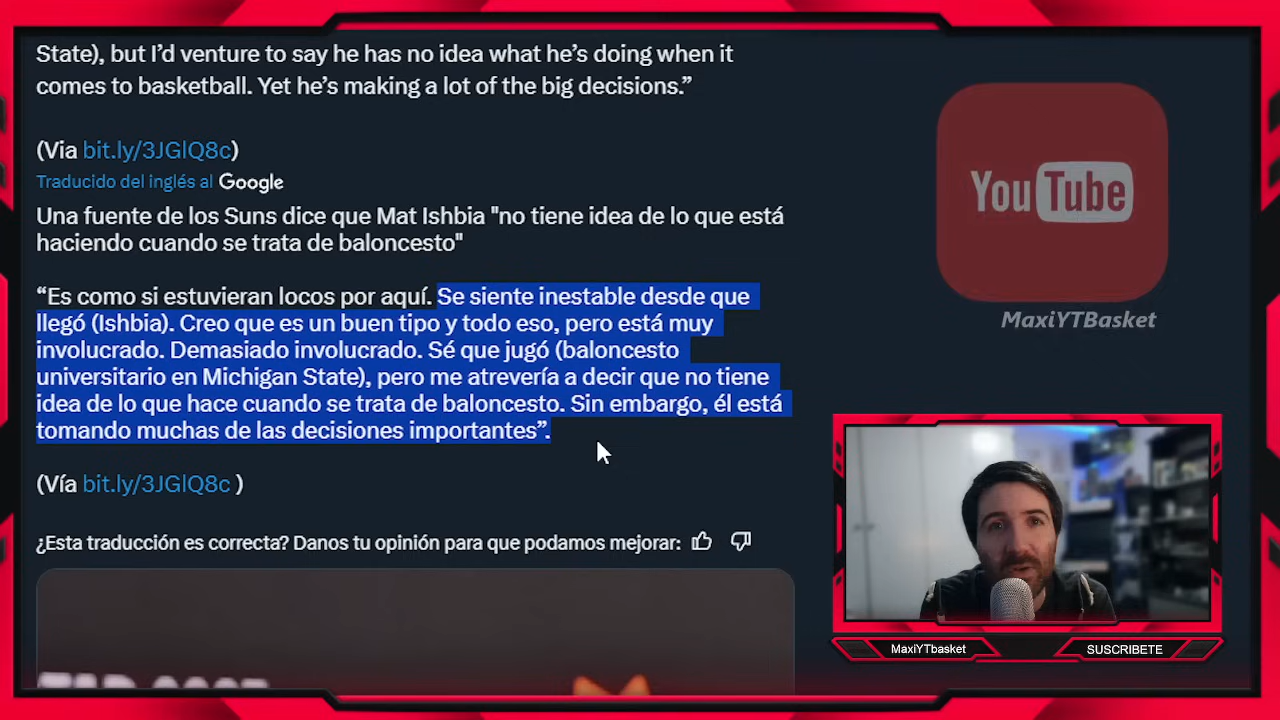 State), but I’d venture to say he has no idea what he’s doing when it
comes to basketball. Yet he’s making a lot of the big decisions.”
(Via bit.ly/3JGlQ8c)
Traducido del inglés al Google
Una fuente de los Suns dice que Mat Ishbia "no tiene idea de lo que está
haciendo cuando se trata de baloncesto"
“Es como si estuvieran locos por aquí. Se siente inestable desde que
llegó (Ishbia). Creo que es un buen tipo y todo eso, pero está muy
involucrado. Demasiado involucrado. Sé que jugó (baloncesto
universitario en Michigan State), pero me atrevería a decir que no tiene
idea de lo que hace cuando se trata de baloncesto. Sin embargo, él está
tomando muchas de las decisiones importantes”.
(Vía bit.ly/3JGlQ8c )
¿Esta traducción es correcta? Danos tu opinión para que podamos mejorar:
YouTube
MaxiYTBasket
MaxiYTbasket
SUSCRIBETE